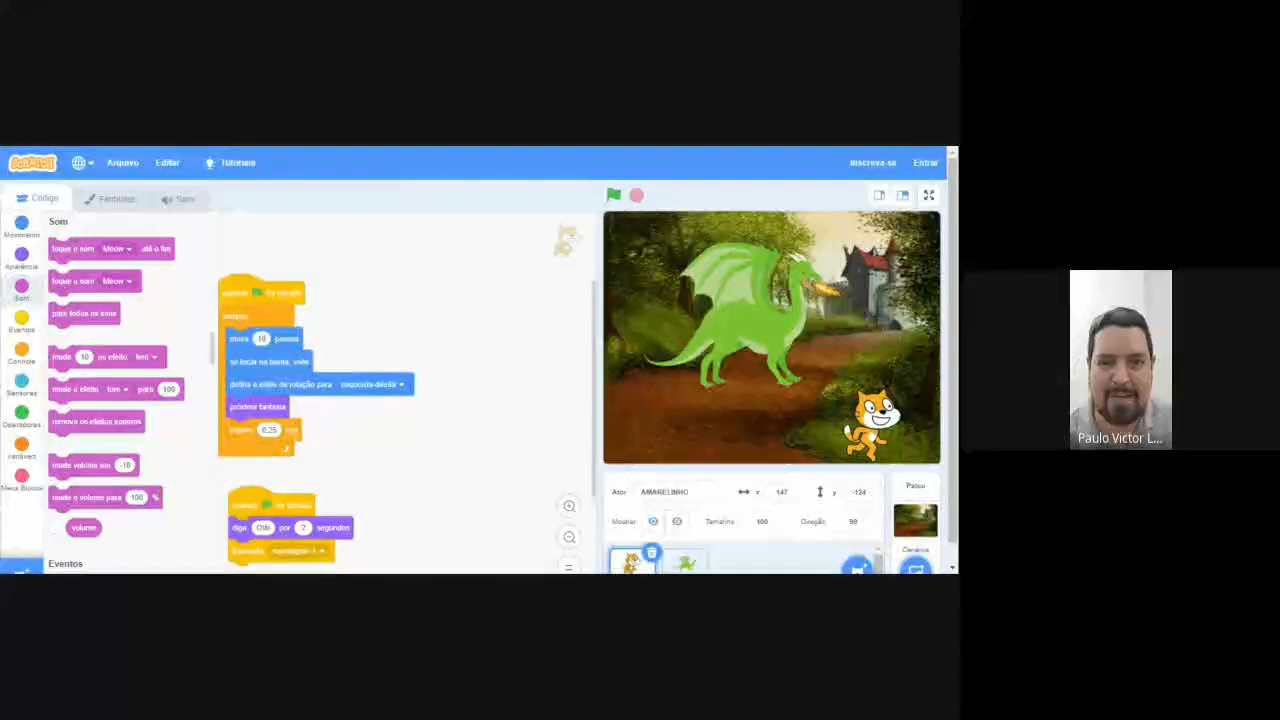 SCRATCH
Arquivo
Editar
Tutoriais
Inscreva-se
Entrar
Código
Fantasias
Sons
Som
toque o som Meow até o fim
toque o som Meow
pare todos os sons
mude 10 no efeito tom
mude o efeito tom para 100
remova os efeitos sonoros
mude volume em -10
mude o volume para 100 %
volume
Eventos
Movimento
Aparência
Som
Eventos
Controle
Sensores
Operadores
Variáveis
Meus Blocos
quando for clicado
sempre
mova 10 passos
se tocar na borda, volte
defina o estilo de rotação para esquerda-direita
próxima fantasia
espere 0.25 seg
quando for clicado
diga Olá! por 2 segundos
Ator AMARELINHO x 147 y -124
Mostrar Tamanho 100 Direção 90
Palco
Cenários
Paulo Victor L...